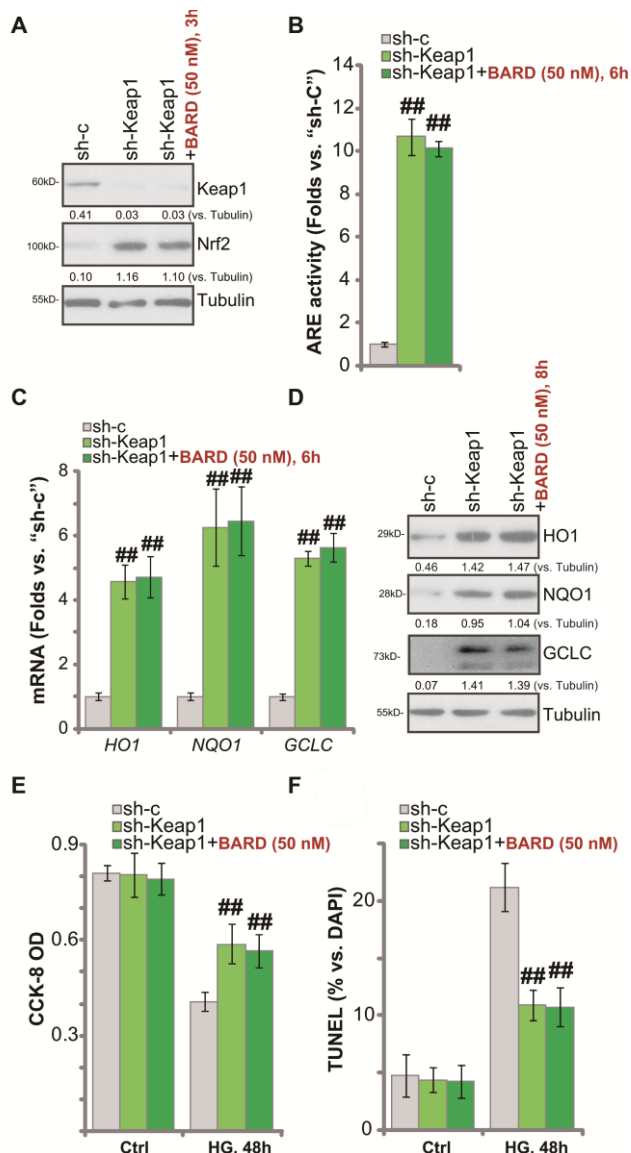 A
sh-c
sh-Keap1
sh-Keap1
+BARD (50 nM), 3h
60kD-
Keap1
0.41 0.03 0.03 (vs. Tubulin)
100kD-
Nrf2
0.10 1.16 1.10 (vs. Tubulin)
55kD-
Tubulin
B
sh-c
sh-Keap1
sh-Keap1+BARD (50 nM), 6h
ARE activity (Folds vs. “sh-C”)
14
12
10
8
6
4
2
0
## ##
C
sh-c
sh-Keap1
sh-Keap1+BARD (50 nM), 6h
mRNA (Folds vs. “sh-c”)
8
6
4
2
0
## ##
## ##
## ##
HO1 NQO1 GCLC
D
sh-c
sh-Keap1
sh-Keap1
+BARD (50 nM), 8h
29kD-
HO1
0.46 1.42 1.47 (vs. Tubulin)
28kD-
NQO1
0.18 0.95 1.04 (vs. Tubulin)
73kD-
GCLC
0.07 1.41 1.39 (vs. Tubulin)
55kD-
Tubulin
E
sh-c
sh-Keap1
sh-Keap1+BARD (50 nM)
CCK-8 OD
0.9
0.6
0.3
## ##
Ctrl HG, 48h
F
sh-c
sh-Keap1
sh-Keap1+BARD (50 nM)
TUNEL (% vs. DAPI)
20
10
0
## ##
Ctrl HG, 48h